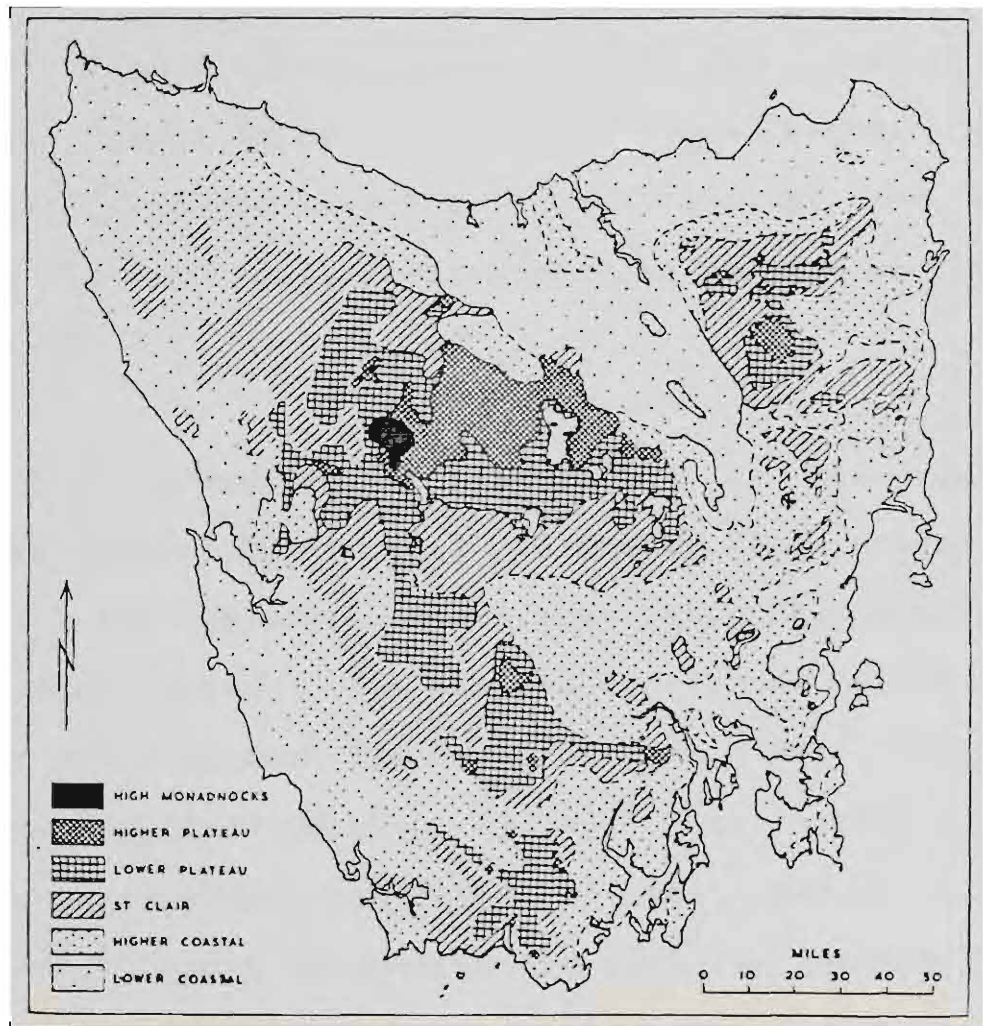 HIGH MONADNOCKS
HIGHER PLATEAU
LOWER PLATEAU
ST CLAIR
HIGHER COASTAL
LOWER COASTAL
MILES
0 10 20 30 40 50